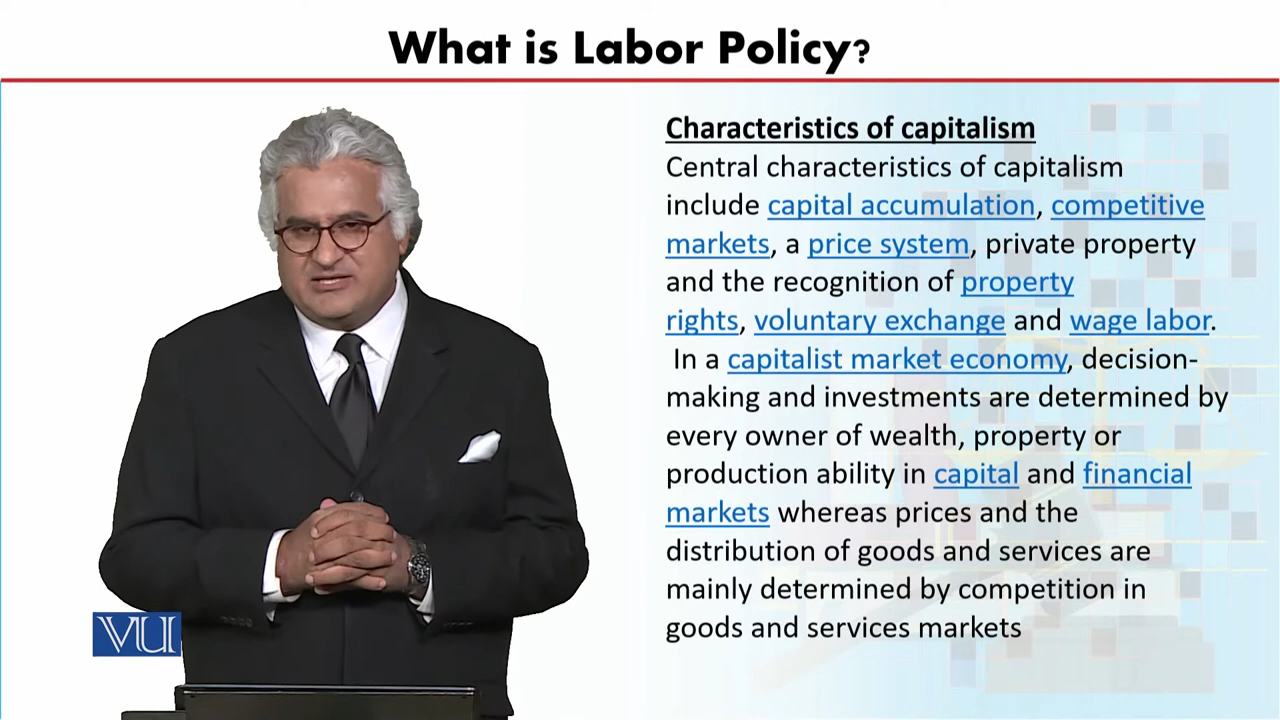 What is Labor Policy?
Characteristics of capitalism
Central characteristics of capitalism
include capital accumulation, competitive
markets, a price system, private property
and the recognition of property
rights, voluntary exchange and wage labor.
In a capitalist market economy, decision-
making and investments are determined by
every owner of wealth, property or
production ability in capital and financial
markets whereas prices and the
distribution of goods and services are
mainly determined by competition in
goods and services markets
VU